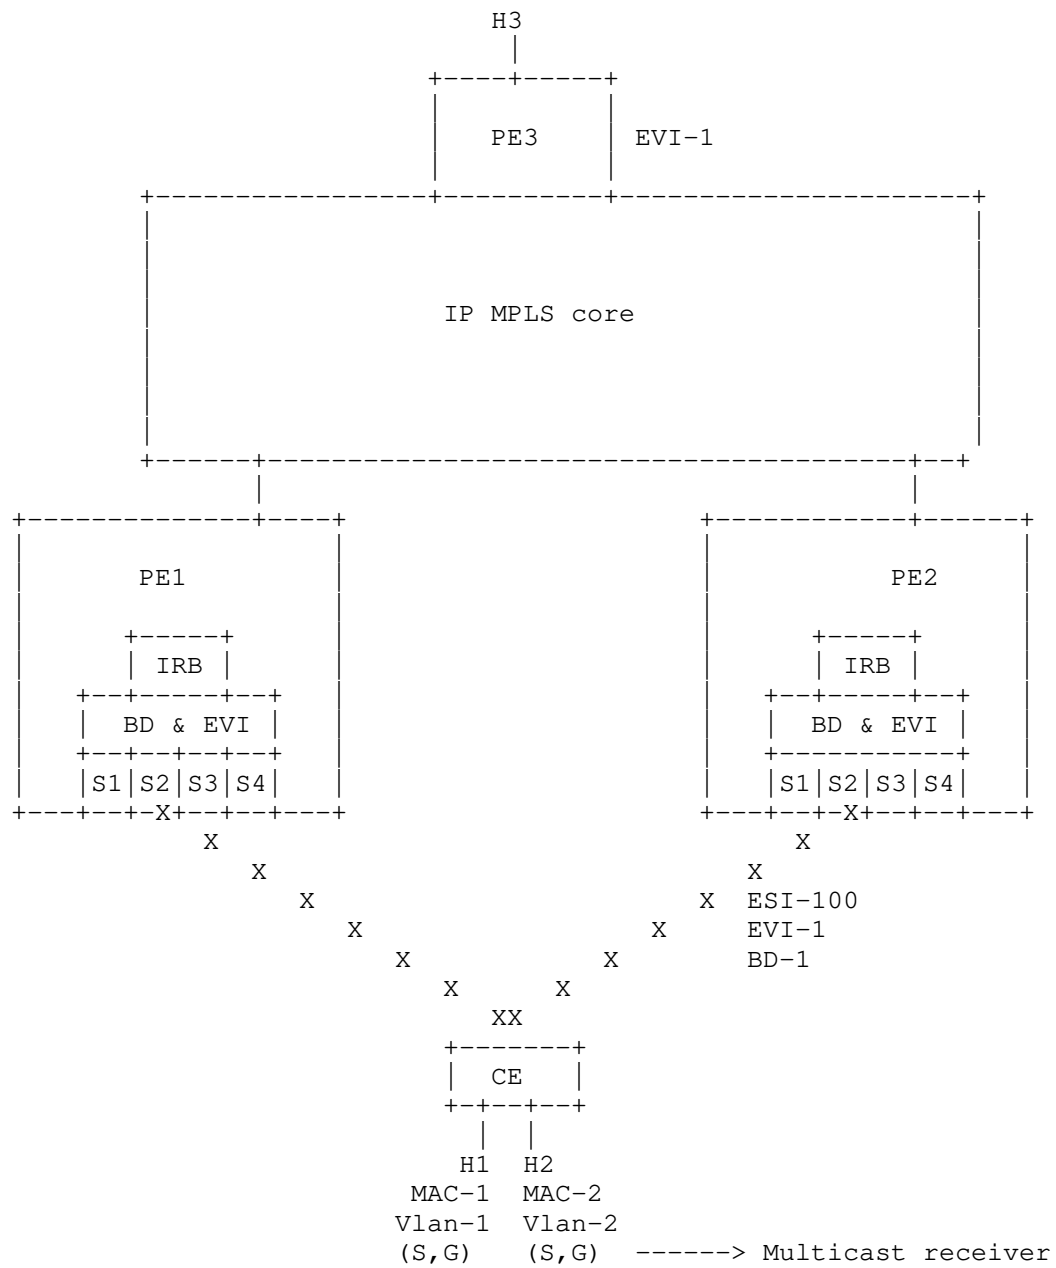 H3
PE3 EVI-1
IP MPLS core
PE1 PE2
IRB IRB
BD & EVI BD & EVI
S1 S2 S3 S4 S1 S2 S3 S4
X X
X X
X X
X X ESI-100
X X EVI-1
X X BD-1
X X
XX
CE
H1 H2
MAC-1 MAC-2
Vlan-1 Vlan-2
(S,G) (S,G) ------> Multicast receiver